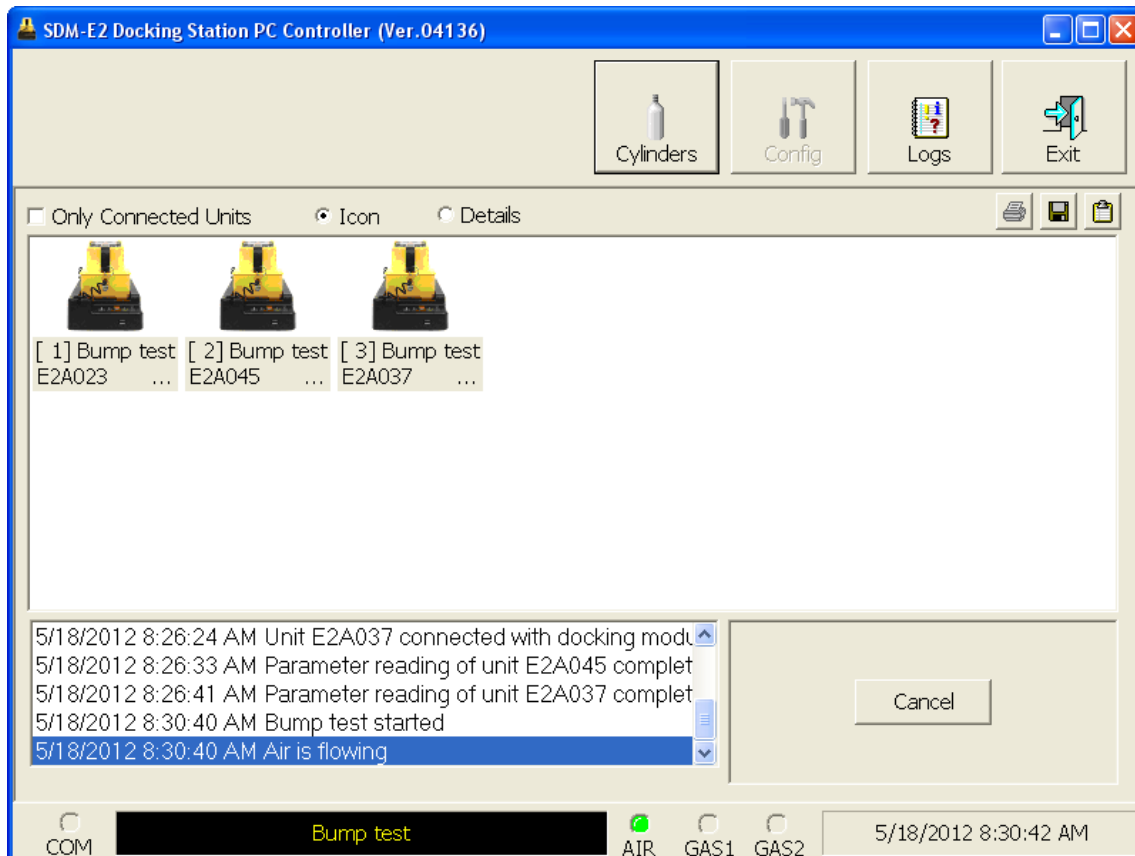 SDM-E2 Docking Station PC Controller (Ver.04136)
Cylinders
Config
Logs
Exit
Only Connected Units
Icon
Details
[ 1] Bump test
E2A023 ...
[ 2] Bump test
E2A045 ...
[ 3] Bump test
E2A037 ...
5/18/2012 8:26:24 AM Unit E2A037 connected with docking modu
5/18/2012 8:26:33 AM Parameter reading of unit E2A045 complet
5/18/2012 8:26:41 AM Parameter reading of unit E2A037 complet
5/18/2012 8:30:40 AM Bump test started
5/18/2012 8:30:40 AM Air is flowing
Cancel
COM
Bump test
AIR
GAS1
GAS2
5/18/2012 8:30:42 AM